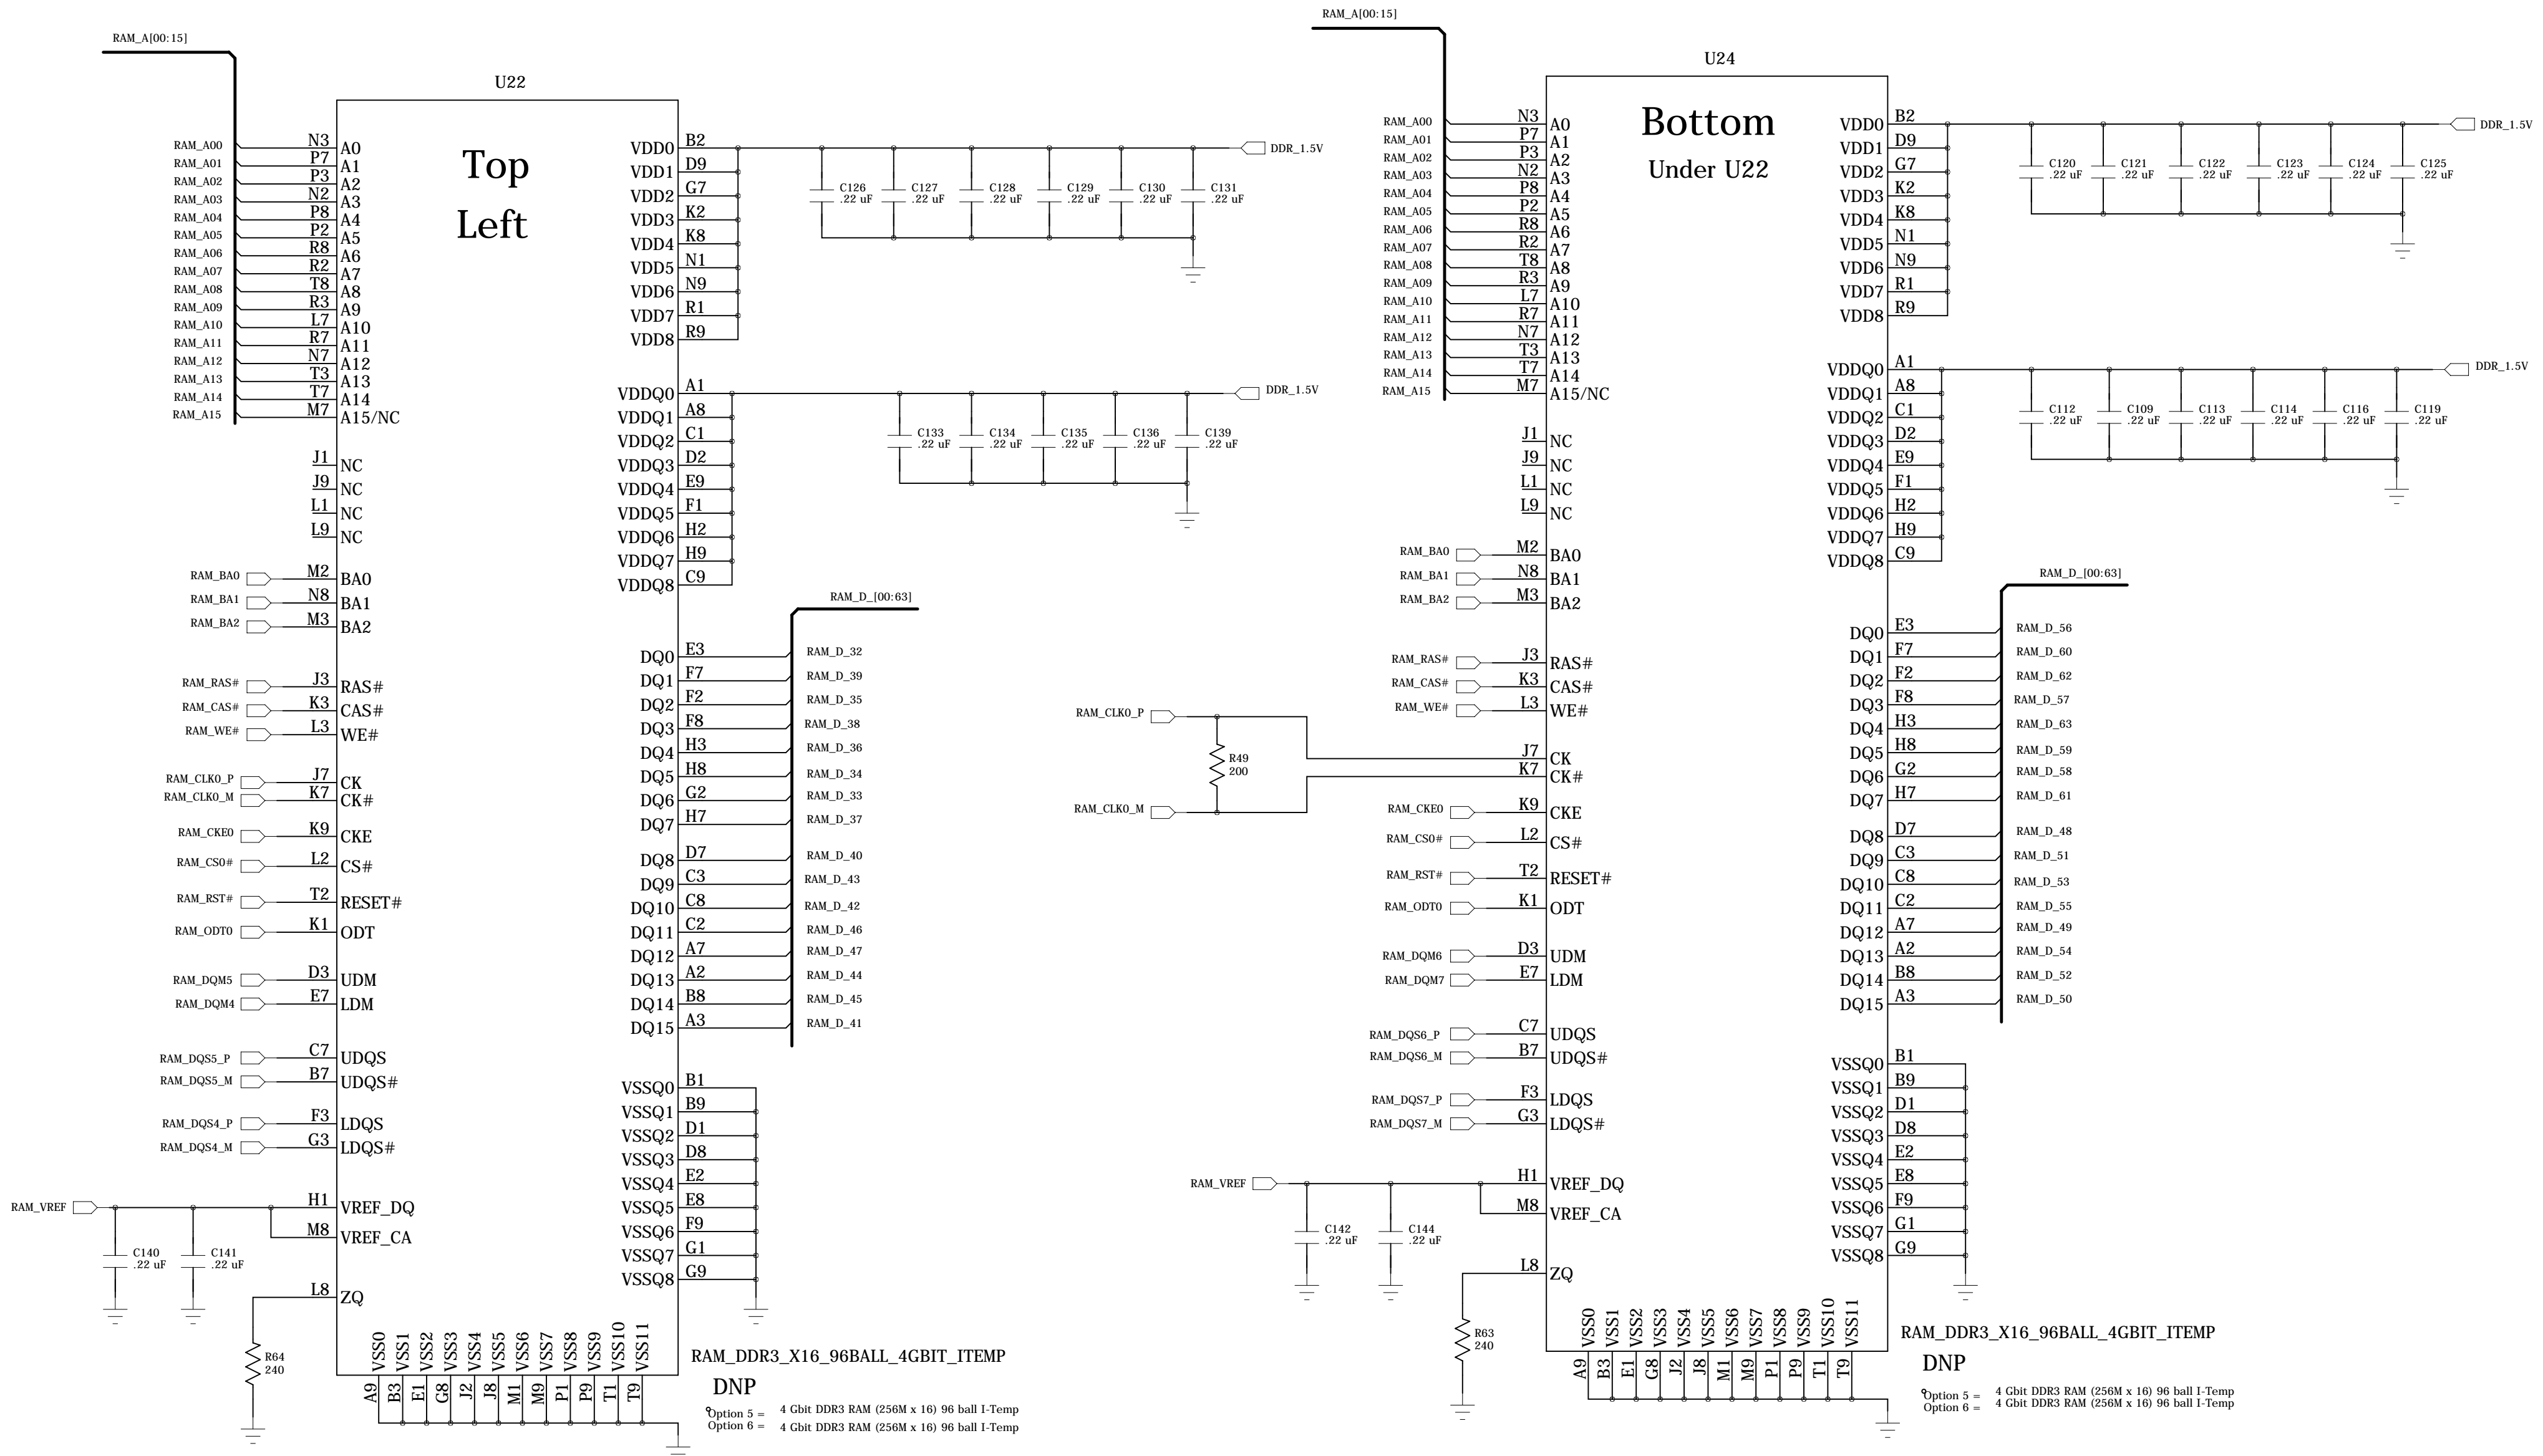 RAM_A[00:15]
U22
Top
Left
RAM_A00 N3 A0
RAM_A01 P7 A1
RAM_A02 P3 A2
RAM_A03 N2 A3
RAM_A04 P8 A4
RAM_A05 P2 A5
RAM_A06 R8 A6
RAM_A07 R2 A7
RAM_A08 T8 A8
RAM_A09 R3 A9
RAM_A10 L7 A10
RAM_A11 R7 A11
RAM_A12 N7 A12
RAM_A13 T3 A13
RAM_A14 T7 A14
RAM_A15 M7 A15/NC
J1 NC
J9 NC
L1 NC
L9 NC
RAM_BA0 M2 BA0
RAM_BA1 N8 BA1
RAM_BA2 M3 BA2
RAM_RAS# J3 RAS#
RAM_CAS# K3 CAS#
RAM_WE# L3 WE#
RAM_CLK0_P J7 CK
RAM_CLK0_M K7 CK#
RAM_CKE0 K9 CKE
RAM_CS0# L2 CS#
RAM_RST# T2 RESET#
RAM_ODT0 K1 ODT
RAM_DQM5 D3 UDM
RAM_DQM4 E7 LDM
RAM_DQS5_P C7 UDQS
RAM_DQS5_M B7 UDQS#
RAM_DQS4_P F3 LDQS
RAM_DQS4_M G3 LDQS#
RAM_VREF H1 VREF_DQ
M8 VREF_CA
C140 C141
.22 uF .22 uF
L8 ZQ
R64
240
VDD0 B2 DDR_1.5V
VDD1 D9
VDD2 G7
VDD3 K2
VDD4 K8
VDD5 N1
VDD6 N9
VDD7 R1
VDD8 R9
C126 C127 C128 C129 C130 C131
.22 uF .22 uF .22 uF .22 uF .22 uF .22 uF
VDDQ0 A1 DDR_1.5V
VDDQ1 A8
VDDQ2 C1
VDDQ3 D2
VDDQ4 E9
VDDQ5 F1
VDDQ6 H2
VDDQ7 H9
VDDQ8 C9
C133 C134 C135 C136 C139
.22 uF .22 uF .22 uF .22 uF .22 uF
RAM_D_[00:63]
DQ0 E3 RAM_D_32
DQ1 F7 RAM_D_39
DQ2 F2 RAM_D_35
DQ3 F8 RAM_D_38
DQ4 H3 RAM_D_36
DQ5 H8 RAM_D_34
DQ6 G2 RAM_D_33
DQ7 H7 RAM_D_37
DQ8 D7 RAM_D_40
DQ9 C3 RAM_D_43
DQ10 C8 RAM_D_42
DQ11 C2 RAM_D_46
DQ12 A7 RAM_D_47
DQ13 A2 RAM_D_44
DQ14 B8 RAM_D_45
DQ15 A3 RAM_D_41
VSSQ0 B1
VSSQ1 B9
VSSQ2 D1
VSSQ3 D8
VSSQ4 E2
VSSQ5 E8
VSSQ6 F9
VSSQ7 G1
VSSQ8 G9
VSS0 VSS1 VSS2 VSS3 VSS4 VSS5 VSS6 VSS7 VSS8 VSS9 VSS10 VSS11
A9 B3 E1 G8 J2 J8 M1 M9 P1 P9 T1 T9
RAM_DDR3_X16_96BALL_4GBIT_ITEMP
DNP
Option 5 = 4 Gbit DDR3 RAM (256M x 16) 96 ball I-Temp
Option 6 = 4 Gbit DDR3 RAM (256M x 16) 96 ball I-Temp
RAM_A[00:15]
U24
Bottom
Under U22
RAM_A00 N3 A0
RAM_A01 P7 A1
RAM_A02 P3 A2
RAM_A03 N2 A3
RAM_A04 P8 A4
RAM_A05 P2 A5
RAM_A06 R8 A6
RAM_A07 R2 A7
RAM_A08 T8 A8
RAM_A09 R3 A9
RAM_A10 L7 A10
RAM_A11 R7 A11
RAM_A12 N7 A12
RAM_A13 T3 A13
RAM_A14 T7 A14
RAM_A15 M7 A15/NC
J1 NC
J9 NC
L1 NC
L9 NC
RAM_BA0 M2 BA0
RAM_BA1 N8 BA1
RAM_BA2 M3 BA2
RAM_RAS# J3 RAS#
RAM_CAS# K3 CAS#
RAM_WE# L3 WE#
RAM_CLK0_P J7 CK
R49
200
RAM_CLK0_M K7 CK#
RAM_CKE0 K9 CKE
RAM_CS0# L2 CS#
RAM_RST# T2 RESET#
RAM_ODT0 K1 ODT
RAM_DQM6 D3 UDM
RAM_DQM7 E7 LDM
RAM_DQS6_P C7 UDQS
RAM_DQS6_M B7 UDQS#
RAM_DQS7_P F3 LDQS
RAM_DQS7_M G3 LDQS#
RAM_VREF H1 VREF_DQ
M8 VREF_CA
C142 C144
.22 uF .22 uF
L8 ZQ
R63
240
VDD0 B2 DDR_1.5V
VDD1 D9
VDD2 G7
VDD3 K2
VDD4 K8
VDD5 N1
VDD6 N9
VDD7 R1
VDD8 R9
C120 C121 C122 C123 C124 C125
.22 uF .22 uF .22 uF .22 uF .22 uF .22 uF
VDDQ0 A1 DDR_1.5V
VDDQ1 A8
VDDQ2 C1
VDDQ3 D2
VDDQ4 E9
VDDQ5 F1
VDDQ6 H2
VDDQ7 H9
VDDQ8 C9
C112 C109 C113 C114 C116 C119
.22 uF .22 uF .22 uF .22 uF .22 uF .22 uF
RAM_D_[00:63]
DQ0 E3 RAM_D_56
DQ1 F7 RAM_D_60
DQ2 F2 RAM_D_62
DQ3 F8 RAM_D_57
DQ4 H3 RAM_D_63
DQ5 H8 RAM_D_59
DQ6 G2 RAM_D_58
DQ7 H7 RAM_D_61
DQ8 D7 RAM_D_48
DQ9 C3 RAM_D_51
DQ10 C8 RAM_D_53
DQ11 C2 RAM_D_55
DQ12 A7 RAM_D_49
DQ13 A2 RAM_D_54
DQ14 B8 RAM_D_52
DQ15 A3 RAM_D_50
VSSQ0 B1
VSSQ1 B9
VSSQ2 D1
VSSQ3 D8
VSSQ4 E2
VSSQ5 E8
VSSQ6 F9
VSSQ7 G1
VSSQ8 G9
VSS0 VSS1 VSS2 VSS3 VSS4 VSS5 VSS6 VSS7 VSS8 VSS9 VSS10 VSS11
A9 B3 E1 G8 J2 J8 M1 M9 P1 P9 T1 T9
RAM_DDR3_X16_96BALL_4GBIT_ITEMP
DNP
Option 5 = 4 Gbit DDR3 RAM (256M x 16) 96 ball I-Temp
Option 6 = 4 Gbit DDR3 RAM (256M x 16) 96 ball I-Temp